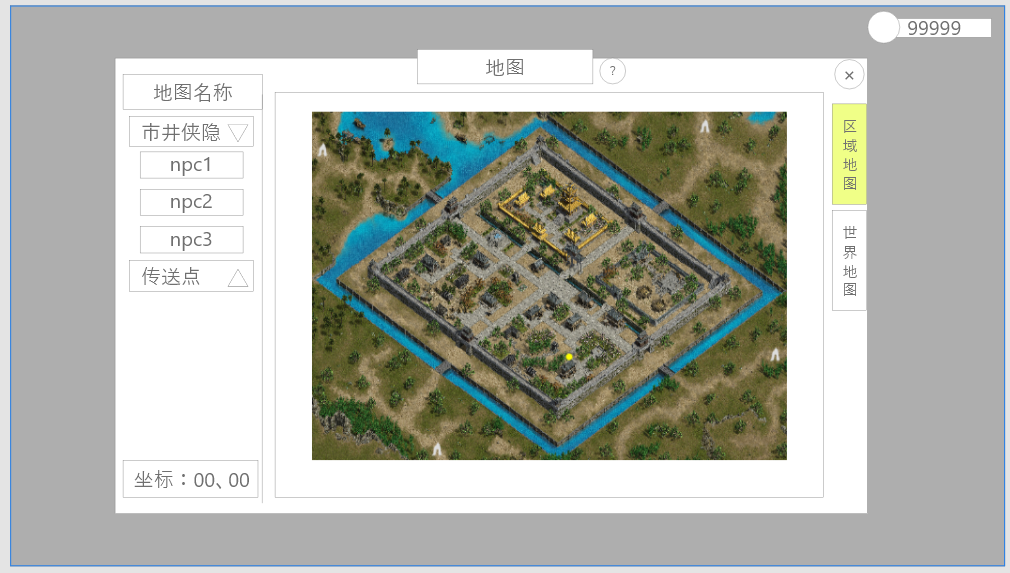 99999
地图
?
×
地图名称
市井侠隐
npc1
npc2
npc3
传送点
坐标：00、00
区域地图
世界地图